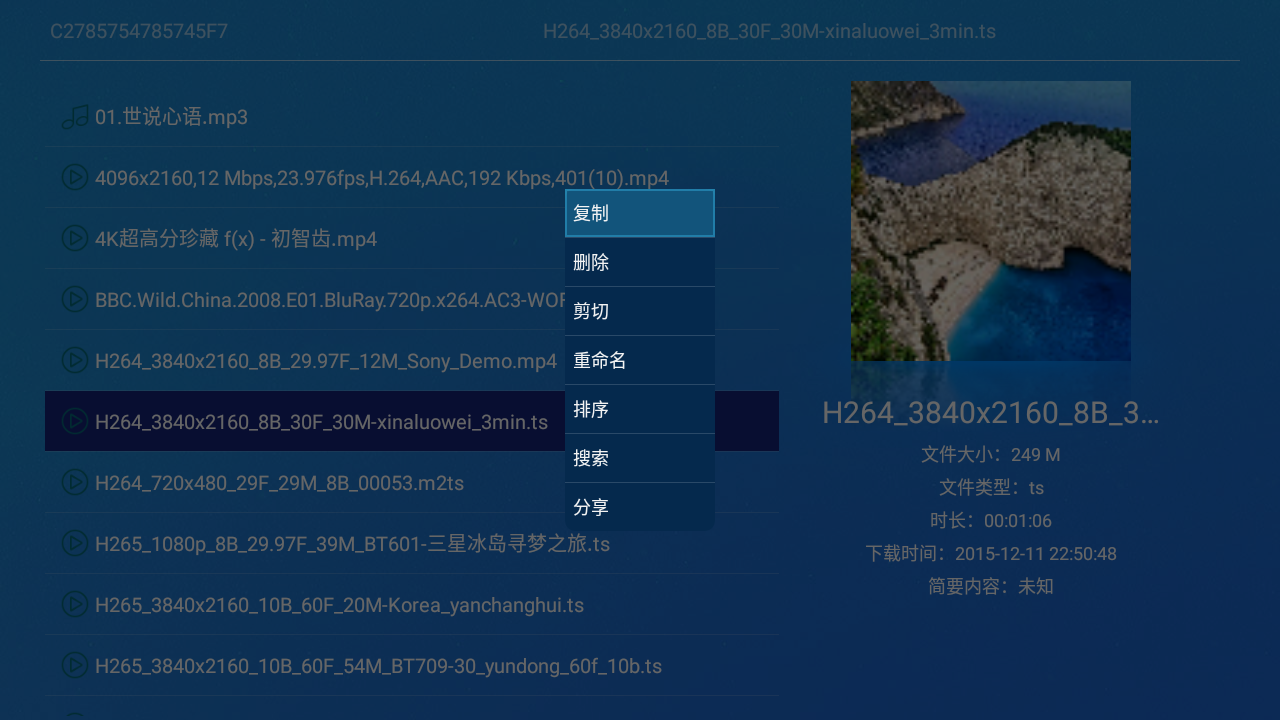 C2785754785745F7
H264_3840x2160_8B_30F_30M-xinaluowei_3min.ts
01.世说心语.mp3
4096x2160,12 Mbps,23.976fps,H.264,AAC,192 Kbps,401(10).mp4
4K超高分珍藏 f(x) - 初智齿.mp4
BBC.Wild.China.2008.E01.BluRay.720p.x264.AC3-WOF
H264_3840x2160_8B_29.97F_12M_Sony_Demo.mp4
H264_3840x2160_8B_30F_30M-xinaluowei_3min.ts
H264_720x480_29F_29M_8B_00053.m2ts
H265_1080p_8B_29.97F_39M_BT601-三星冰岛寻梦之旅.ts
H265_3840x2160_10B_60F_20M-Korea_yanchanghui.ts
H265_3840x2160_10B_60F_54M_BT709-30_yundong_60f_10b.ts
复制
删除
剪切
重命名
排序
搜索
分享
H264_3840x2160_8B_3...
文件大小：249 M
文件类型：ts
时长：00:01:06
下载时间：2015-12-11 22:50:48
简要内容：未知